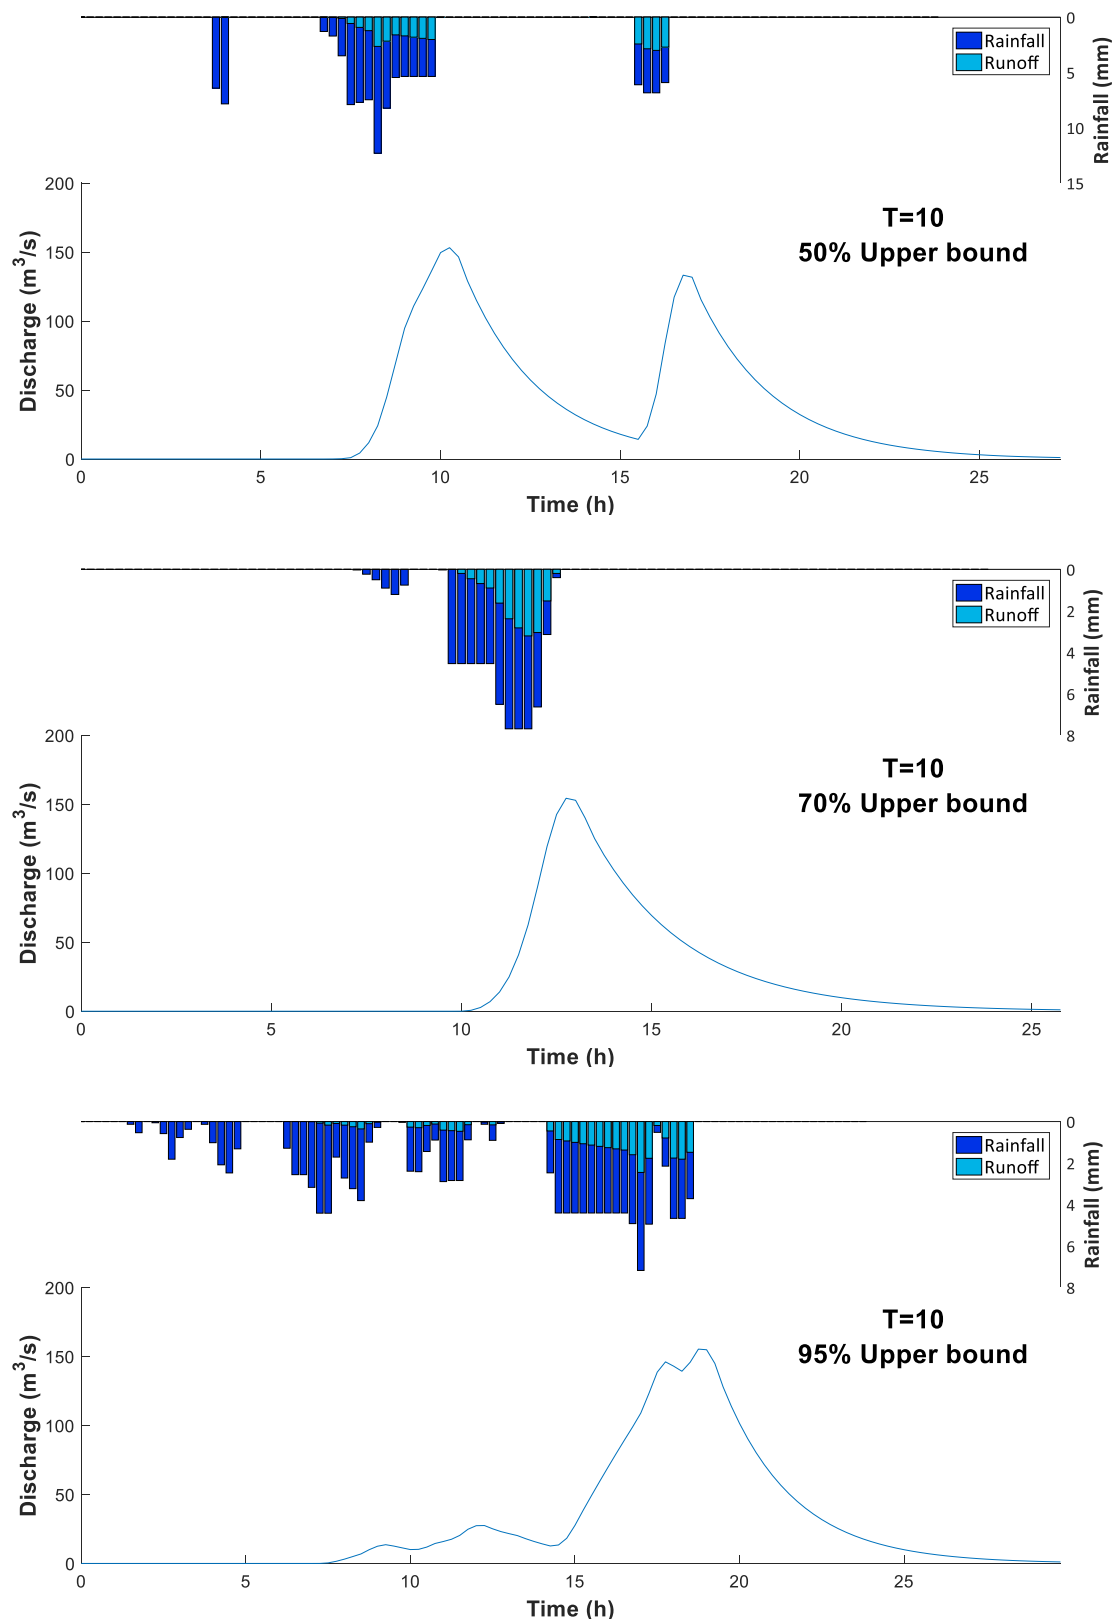 0
Rainfall
Runoff
5
10
15
Rainfall (mm)
200
150
100
50
0
Discharge (m3/s)
T=10
50% Upper bound
0 5 10 15 20 25
Time (h)
0
Rainfall
Runoff
2
4
6
8
Rainfall (mm)
200
150
100
50
0
Discharge (m3/s)
T=10
70% Upper bound
0 5 10 15 20 25
Time (h)
0
Rainfall
Runoff
2
4
6
8
Rainfall (mm)
200
150
100
50
0
Discharge (m3/s)
T=10
95% Upper bound
0 5 10 15 20 25
Time (h)